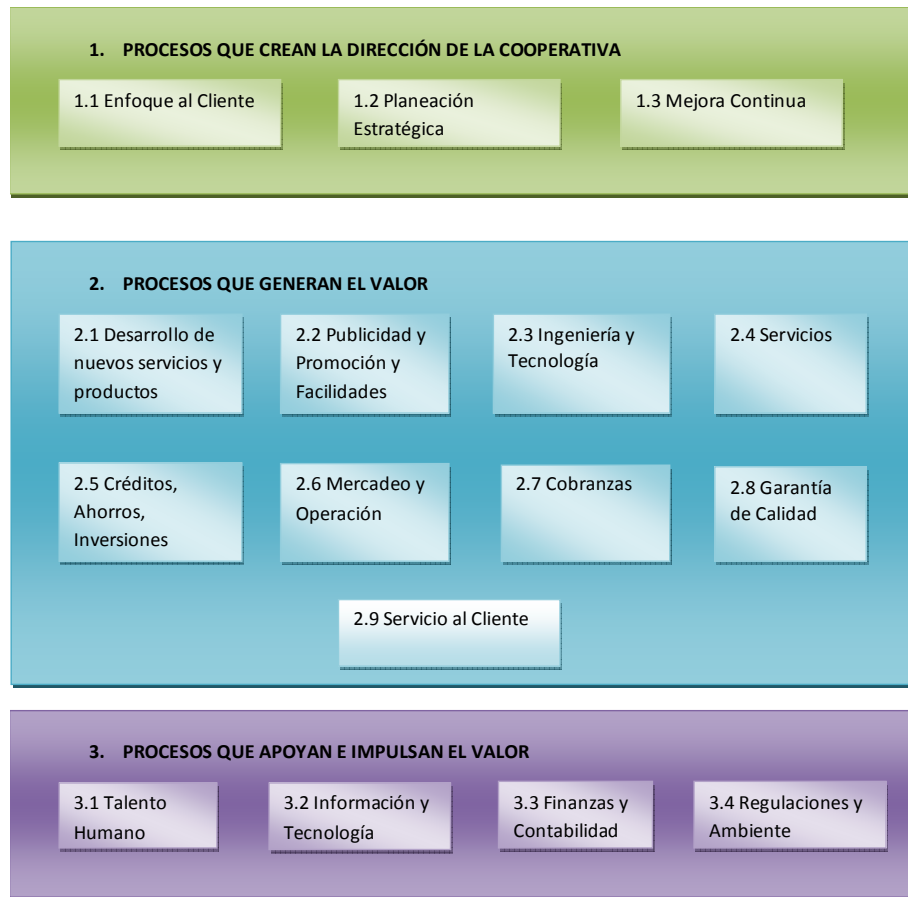 1. PROCESOS QUE CREAN LA DIRECCIÓN DE LA COOPERATIVA
1.1 Enfoque al Cliente
1.2 Planeación
Estratégica
1.3 Mejora Continua
2. PROCESOS QUE GENERAN EL VALOR
2.1 Desarrollo de
nuevos servicios y
productos
2.2 Publicidad y
Promoción y
Facilidades
2.3 Ingeniería y
Tecnología
2.4 Servicios
2.5 Créditos,
Ahorros,
Inversiones
2.6 Mercadeo y
Operación
2.7 Cobranzas
2.8 Garantía
de Calidad
2.9 Servicio al Cliente
3. PROCESOS QUE APOYAN E IMPULSAN EL VALOR
3.1 Talento
Humano
3.2 Información y
Tecnología
3.3 Finanzas y
Contabilidad
3.4 Regulaciones y
Ambiente